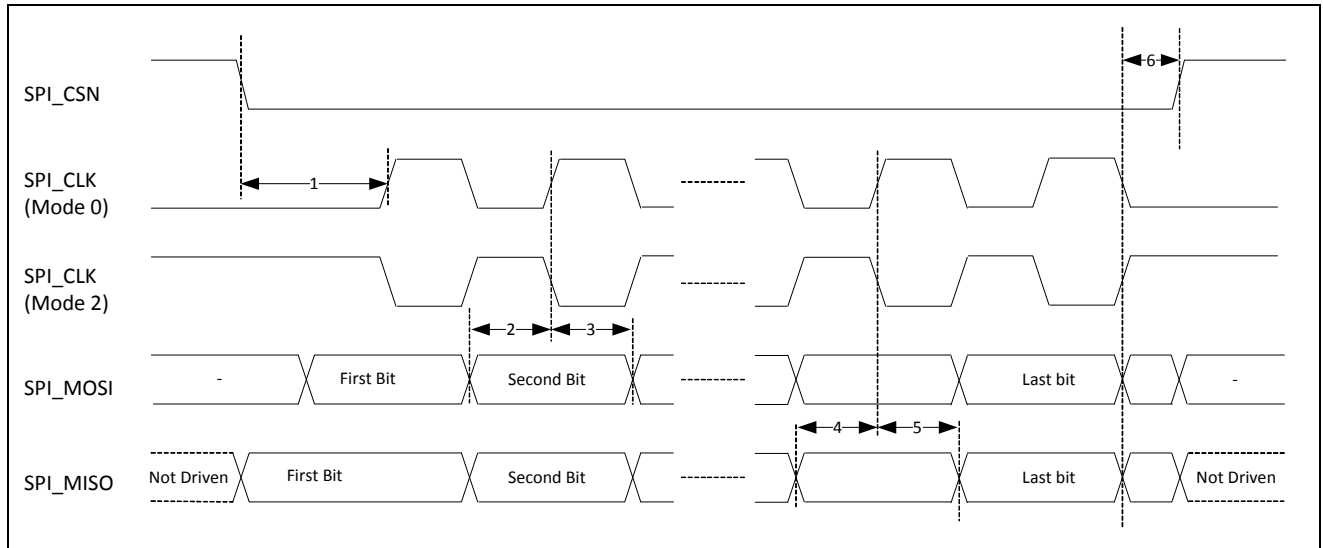 6
SPI_CSN
SPI_CLK
(Mode 0)
1
SPI_CLK
(Mode 2)
2 3
SPI_MOSI - First Bit Second Bit Last bit -
4 5
SPI_MISO Not Driven First Bit Second Bit Last bit Not Driven